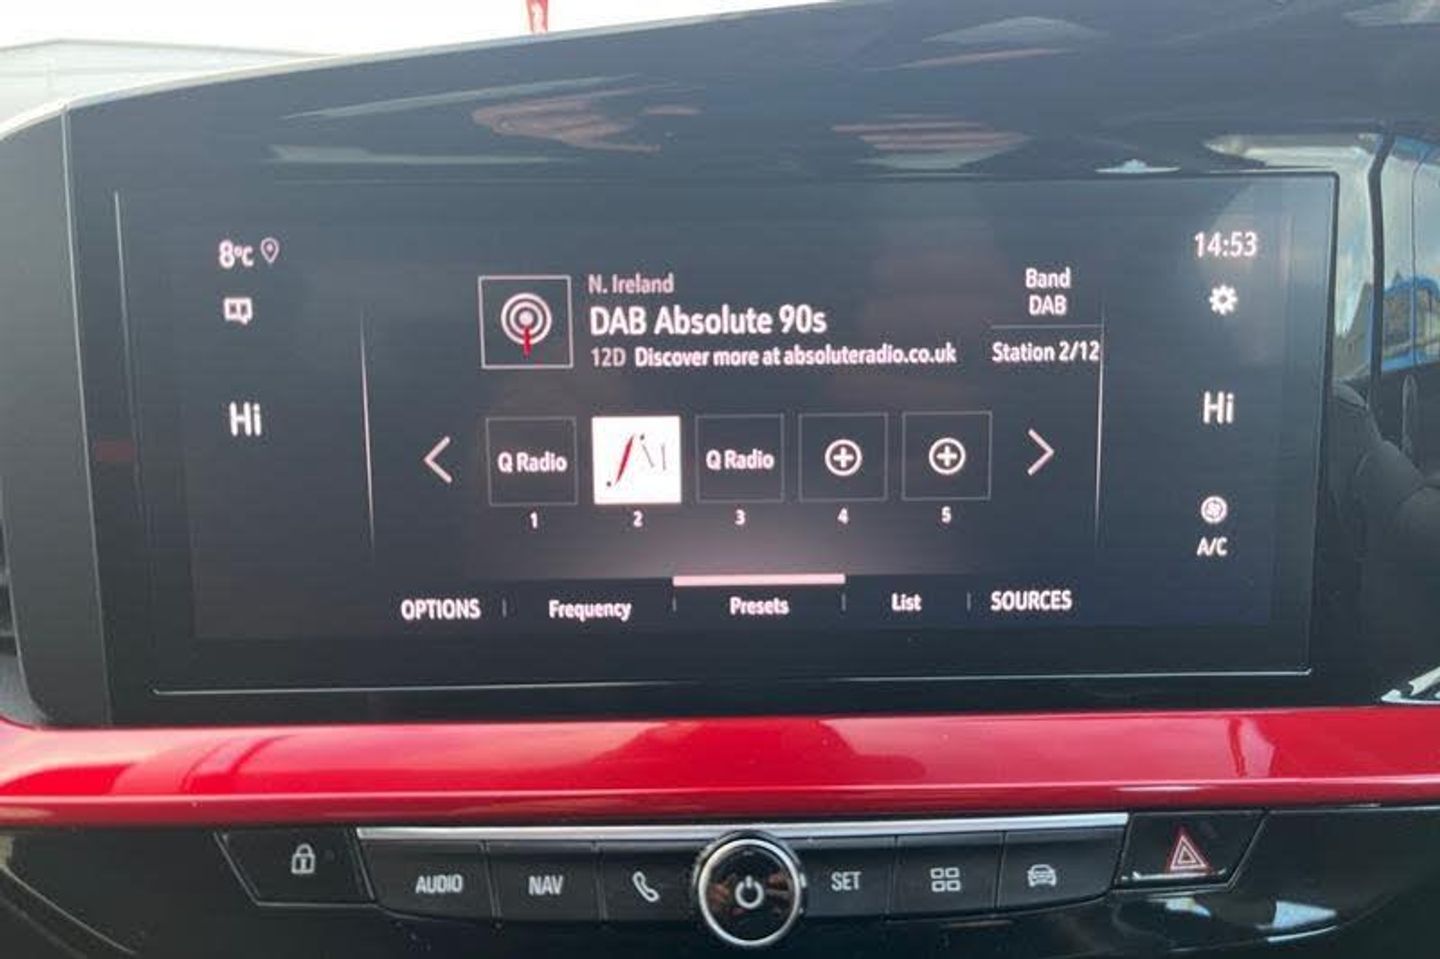 8°C
14:53
N. Ireland
DAB Absolute 90s
12D Discover more at absoluteradio.co.uk
Band
DAB
Station 2/12
Hi
Hi
Q Radio
fM
Q Radio
1
2
3
4
5
A/C
OPTIONS
Frequency
Presets
List
SOURCES
AUDIO
NAV
SET